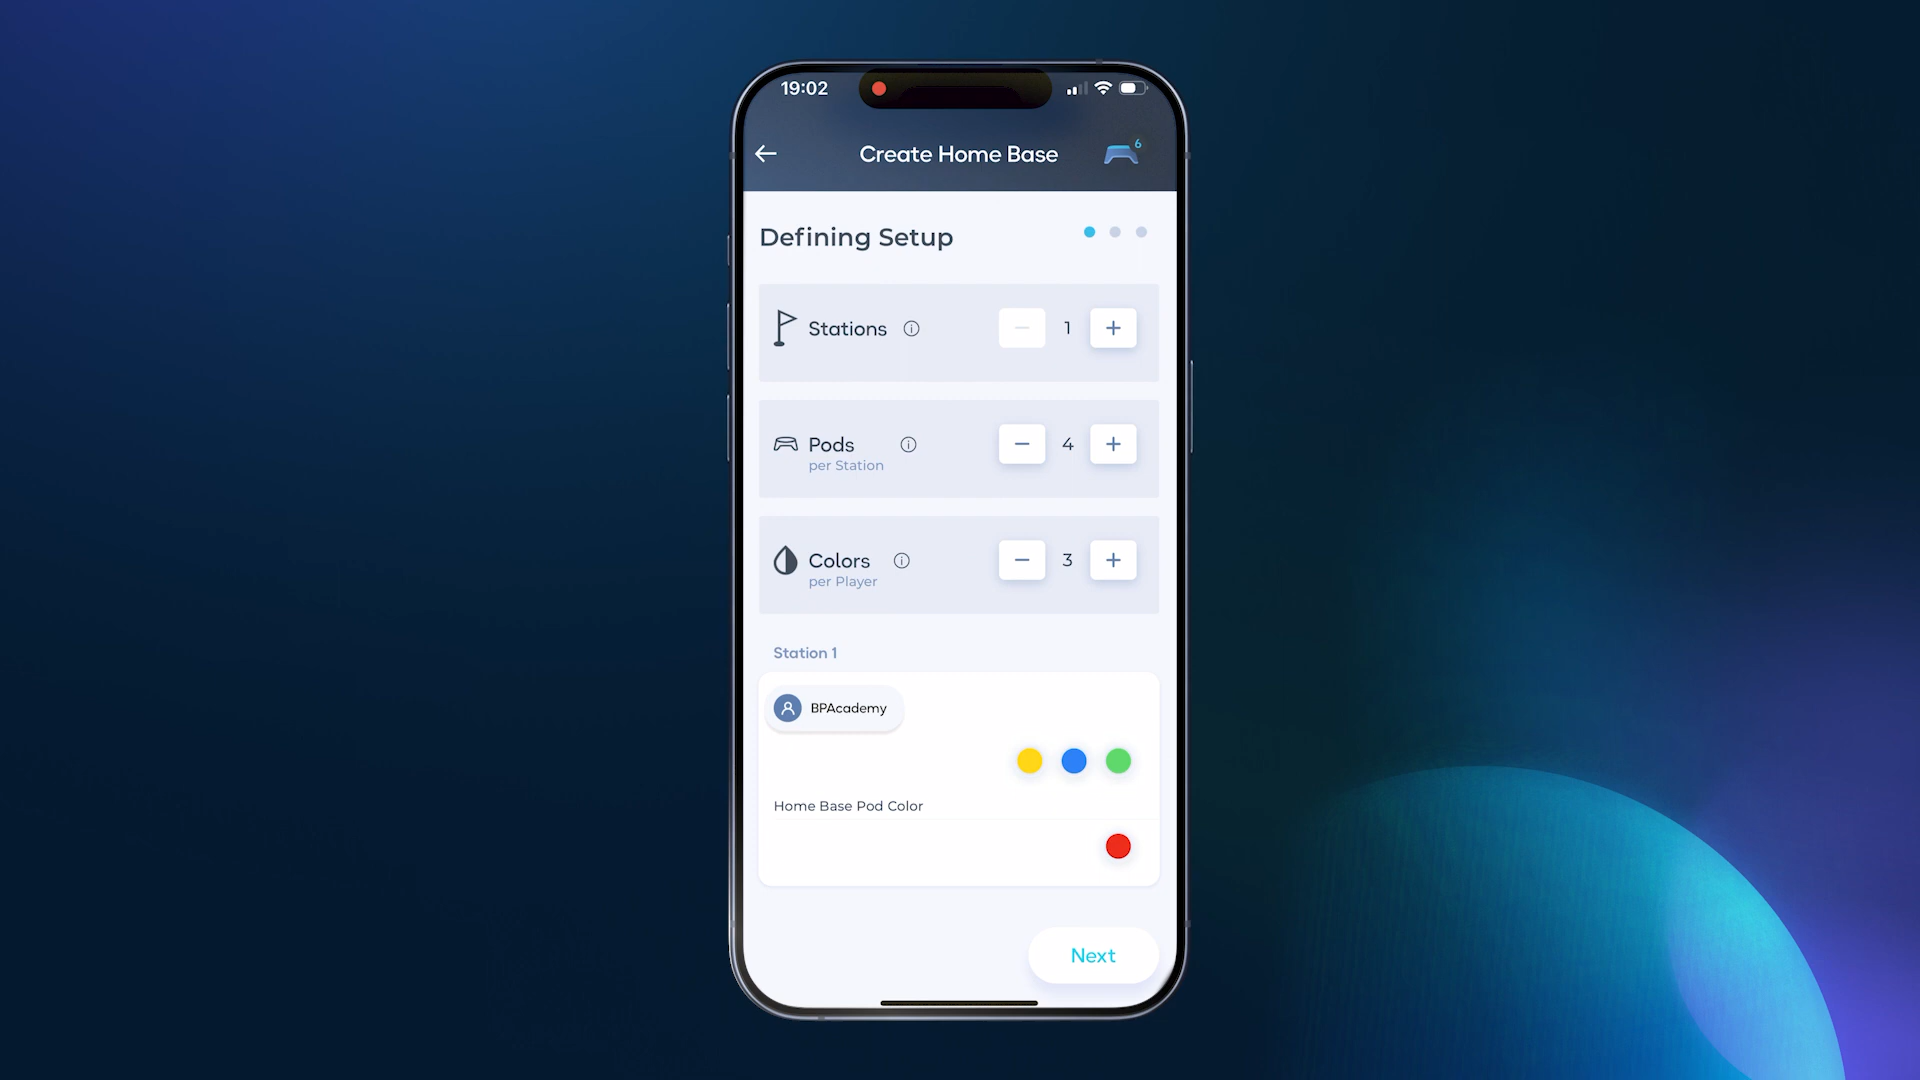 19:02
Create Home Base
6
Defining Setup
Stations
1
Pods
4
per Station
Colors
3
per Player
Station 1
BPAcademy
Home Base Pod Color
Next